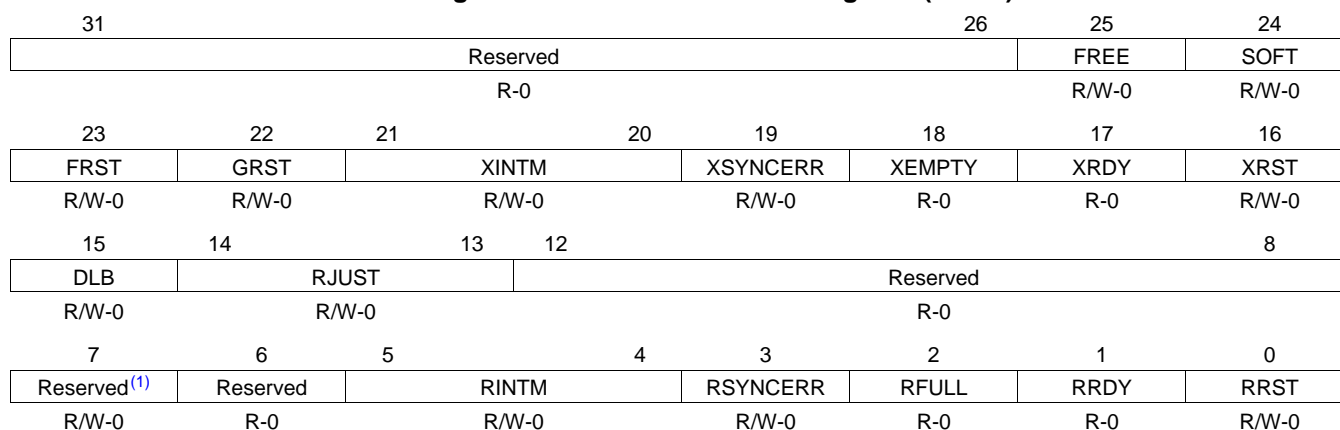 31 26 25 24
Reserved FREE SOFT
R-0 R/W-0 R/W-0
23 22 21 20 19 18 17 16
FRST GRST XINTM XSYNCERR XEMPTY XRDY XRST
R/W-0 R/W-0 R/W-0 R/W-0 R-0 R-0 R/W-0
15 14 13 12 8
DLB RJUST Reserved
R/W-0 R/W-0 R-0
7 6 5 4 3 2 1 0
Reserved(1) Reserved RINTM RSYNCERR RFULL RRDY RRST
R/W-0 R-0 R/W-0 R/W-0 R-0 R-0 R/W-0